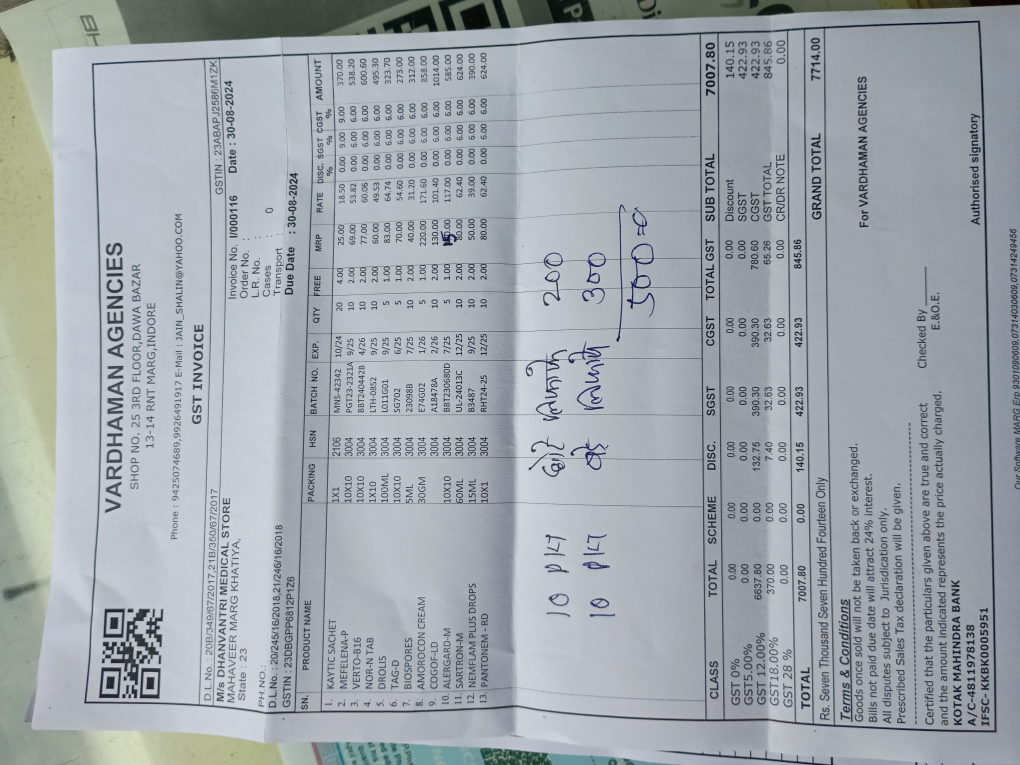 VARDHAMAN AGENCIES
SHOP NO. 25 3RD FLOOR,DAWA BAZAR
13-14 RNT MARG,INDORE
Phone : 9425074689,9926491917 E-Mail : JAIN_SHALIN@YAHOO.COM
GST INVOICE
D.L.No. : 20B/349/67/2017,21B/350/67/2017 GSTIN : 23ABAPJ2586M1ZK
M/s DHANVANTRI MEDICAL STORE
MAHAVEER MARG KHATIYA,
State : 23
PH.NO.:
D.L.No. : 20/245/16/2018,21/246/16/2018
GSTIN : 23DBGPP6812P1Z6
Invoice No. I/000116 Date : 30-08-2024
Order No. :
L.R. No. :
Cases : 0
Transport :
Due Date : 30-08-2024
SN. PRODUCT NAME PACKING HSN BATCH NO. EXP. QTY FREE MRP RATE DISC. % SGST % CGST % AMOUNT
1. KAYTIC SACHET 1X1 2106 MNS-42342 10/24 20 4.00 25.00 18.50 0.00 9.00 9.00 370.00
2. MEFELENA-P 10X10 3004 PGT23-2321A 9/25 10 2.00 69.00 53.82 0.00 6.00 6.00 538.20
3. VERTO-B16 10X10 3004 BBT240442B 4/26 10 2.00 77.00 60.06 0.00 6.00 6.00 600.60
4. NOR-N TAB 1X10 3004 LTH-0852 9/25 10 2.00 60.00 49.53 0.00 6.00 6.00 495.30
5. DROLIS 100ML 3004 L011G01 9/25 5 1.00 83.00 64.74 0.00 6.00 6.00 323.70
6. TAG-D 10X10 3004 SG702 6/25 5 1.00 70.00 54.60 0.00 6.00 6.00 273.00
7. BIOSPORES 5ML 3004 23098B 7/25 10 2.00 40.00 31.20 0.00 6.00 6.00 312.00
8. AMOROCON CREAM 30GM 3004 E74G02 1/26 5 1.00 220.00 171.60 0.00 6.00 6.00 858.00
9. COGOF-LD 3004 A18478A 2/26 10 2.00 130.00 101.40 0.00 6.00 6.00 1014.00
10. ALERGARD-M 10X10 3004 BBT230680D 7/25 5 1.00 117.00 0.00 6.00 6.00 585.00
11. SARTRON-M 60ML 3004 UL-24013C 12/25 10 2.00 80.00 62.40 0.00 6.00 6.00 624.00
12. NEMFLAM PLUS DROPS 15ML 3004 B3487 9/25 10 2.00 50.00 39.00 0.00 6.00 6.00 390.00
13. PANTONEM - RD 10X1 3004 RHT24-25 12/25 10 2.00 80.00 62.40 0.00 6.00 6.00 624.00
10 PKT 200
10 PKT 300
CLASS TOTAL SCHEME DISC. SGST CGST TOTAL GST
GST 0% 0.00 0.00 0.00 0.00 0.00 0.00
GST5.00% 0.00 0.00 0.00 0.00 0.00 0.00
GST 12.00% 6637.80 0.00 132.75 390.30 390.30 780.60
GST18.00% 370.00 0.00 7.40 32.63 32.63 65.26
GST 28 % 0.00 0.00 0.00 0.00 0.00 0.00
TOTAL 7007.80 0.00 140.15 422.93 422.93 845.86
SUB TOTAL 7007.80
Discount 140.15
SGST 422.93
CGST 422.93
GST TOTAL 845.86
CR/DR NOTE 0.00
Rs. Seven Thousand Seven Hundred Fourteen Only GRAND TOTAL 7714.00
Terms & Conditions
Goods once sold will not be taken back or exchanged.
Bills not paid due date will attract 24% interest.
All disputes subject to Jurisdication only.
Prescribed Sales Tax declaration will be given.
For VARDHAMAN AGENCIES
Certified that the particulars given above are true and correct
and the amount indicated represents the price actually charged.
Checked By
E.&O.E.
KOTAK MAHINDRA BANK
A/C-4811978138
IFSC- KKBK0005951
Authorised signatory
Our Software MARG Erp 9301090609,07314030609,07314249456